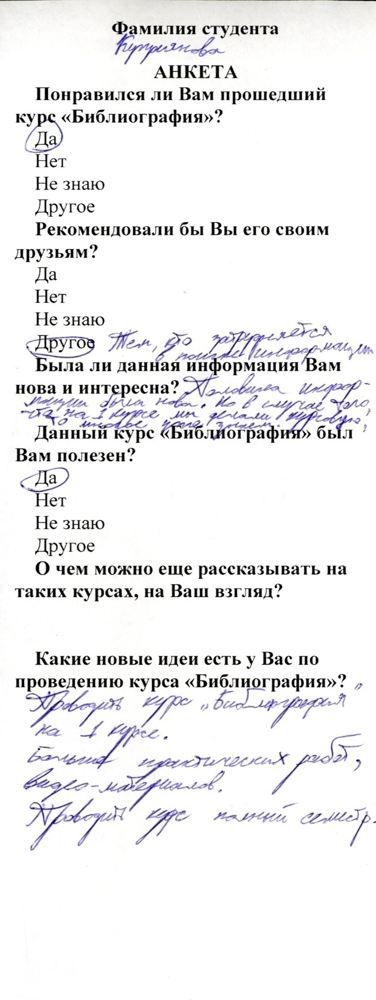 Фамилия студента
Куприянова
АНКЕТА
Понравился ли Вам прошедший
курс «Библиография»?
Да
Нет
Не знаю
Другое
Рекомендовали бы Вы его своим
друзьям?
Да
Нет
Не знаю
Другое Тем, кто затрудняется
в поиске информации
Была ли данная информация Вам
нова и интересна? Половина инфор-
мации была нова. Но в случае того,
что на 1 курсе мы делали курсовую,
то многое уже знаем.
Данный курс «Библиография» был
Вам полезен?
Да
Нет
Не знаю
Другое
О чем можно еще рассказывать на
таких курсах, на Ваш взгляд?
Какие новые идеи есть у Вас по
проведению курса «Библиография»?
Проводить курс „Библиография"
на 1 курсе.
Больше практических работ,
видео-материалов.
Проводить курс полный семестр.